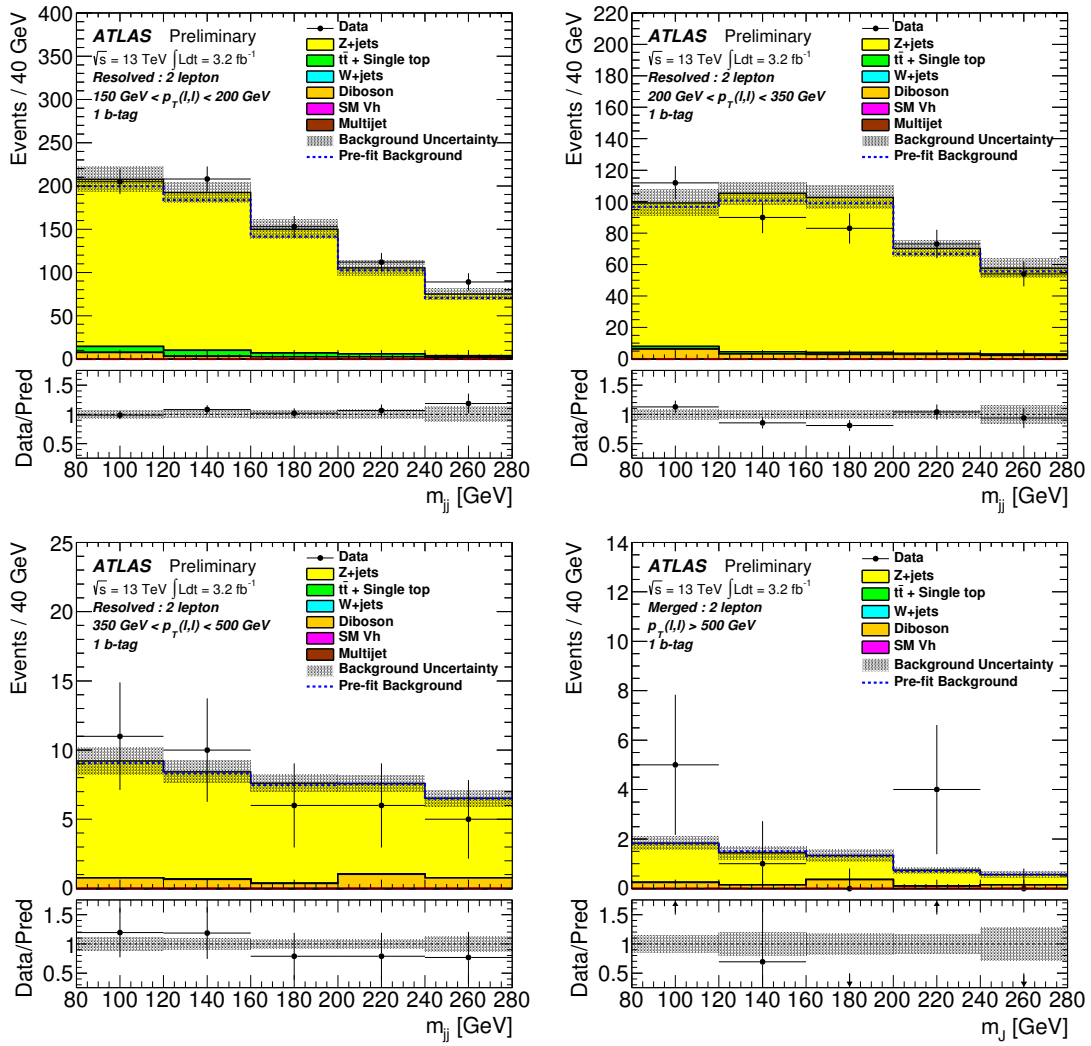 Events / 40 GeV
400
350
300
250
200
150
100
50
0
ATLAS Preliminary
√s = 13 TeV ∫Ldt = 3.2 fb⁻¹
Resolved : 2 lepton
150 GeV < p_T(l,l) < 200 GeV
1 b-tag
Data
Z+jets
tt̄ + Single top
W+jets
Diboson
SM Vh
Multijet
Background Uncertainty
Pre-fit Background
Data/Pred
1.5
1
0.5
80 100 120 140 160 180 200 220 240 260 280
m_jj [GeV]
Events / 40 GeV
220
200
180
160
140
120
100
80
60
40
20
0
ATLAS Preliminary
√s = 13 TeV ∫Ldt = 3.2 fb⁻¹
Resolved : 2 lepton
200 GeV < p_T(l,l) < 350 GeV
1 b-tag
Data
Z+jets
tt̄ + Single top
W+jets
Diboson
SM Vh
Multijet
Background Uncertainty
Pre-fit Background
Data/Pred
1.5
1
0.5
80 100 120 140 160 180 200 220 240 260 280
m_jj [GeV]
Events / 40 GeV
25
20
15
10
5
0
ATLAS Preliminary
√s = 13 TeV ∫Ldt = 3.2 fb⁻¹
Resolved : 2 lepton
350 GeV < p_T(l,l) < 500 GeV
1 b-tag
Data
Z+jets
tt̄ + Single top
W+jets
Diboson
SM Vh
Multijet
Background Uncertainty
Pre-fit Background
Data/Pred
1.5
1
0.5
80 100 120 140 160 180 200 220 240 260 280
m_jj [GeV]
Events / 40 GeV
14
12
10
8
6
4
2
0
ATLAS Preliminary
√s = 13 TeV ∫Ldt = 3.2 fb⁻¹
Merged : 2 lepton
p_T(l,l) > 500 GeV
1 b-tag
Data
Z+jets
tt̄ + Single top
W+jets
Diboson
SM Vh
Background Uncertainty
Pre-fit Background
Data/Pred
1.5
1
0.5
80 100 120 140 160 180 200 220 240 260 280
m_J [GeV]